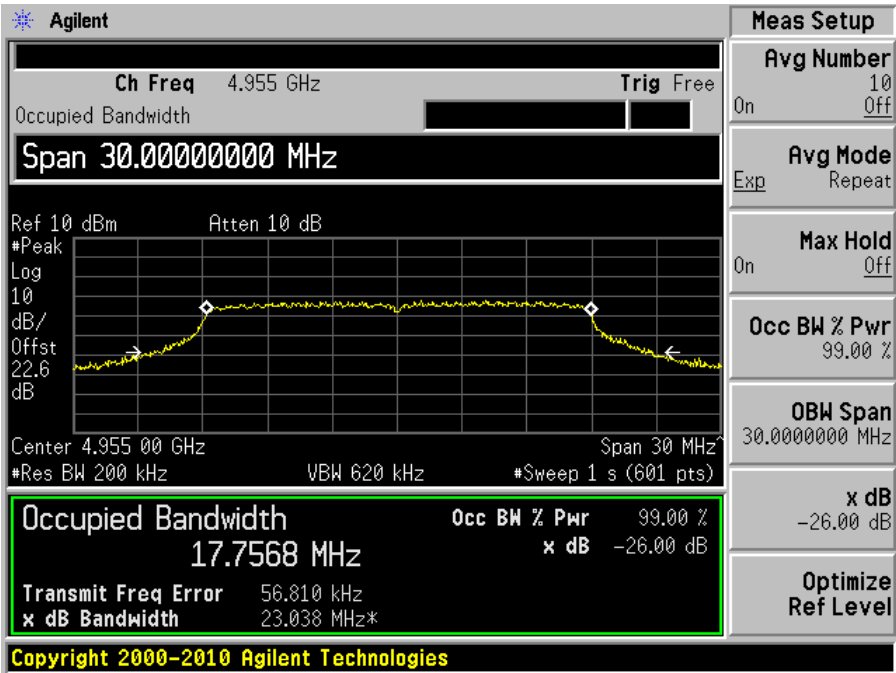 Agilent
Ch Freq 4.955 GHz Trig Free
Occupied Bandwidth
Span 30.00000000 MHz
Ref 10 dBm Atten 10 dB
#Peak
Log
10
dB/
Offst
22.6
dB
Center 4.955 00 GHz Span 30 MHz^
#Res BW 200 kHz VBW 620 kHz #Sweep 1 s (601 pts)
Occupied Bandwidth
17.7568 MHz
Occ BW % Pwr 99.00 %
x dB -26.00 dB
Transmit Freq Error 56.810 kHz
x dB Bandwidth 23.038 MHz*
Copyright 2000-2010 Agilent Technologies
Meas Setup
Avg Number
10
On Off
Avg Mode
Exp Repeat
Max Hold
On Off
Occ BW % Pwr
99.00 %
OBW Span
30.0000000 MHz
x dB
-26.00 dB
Optimize
Ref Level